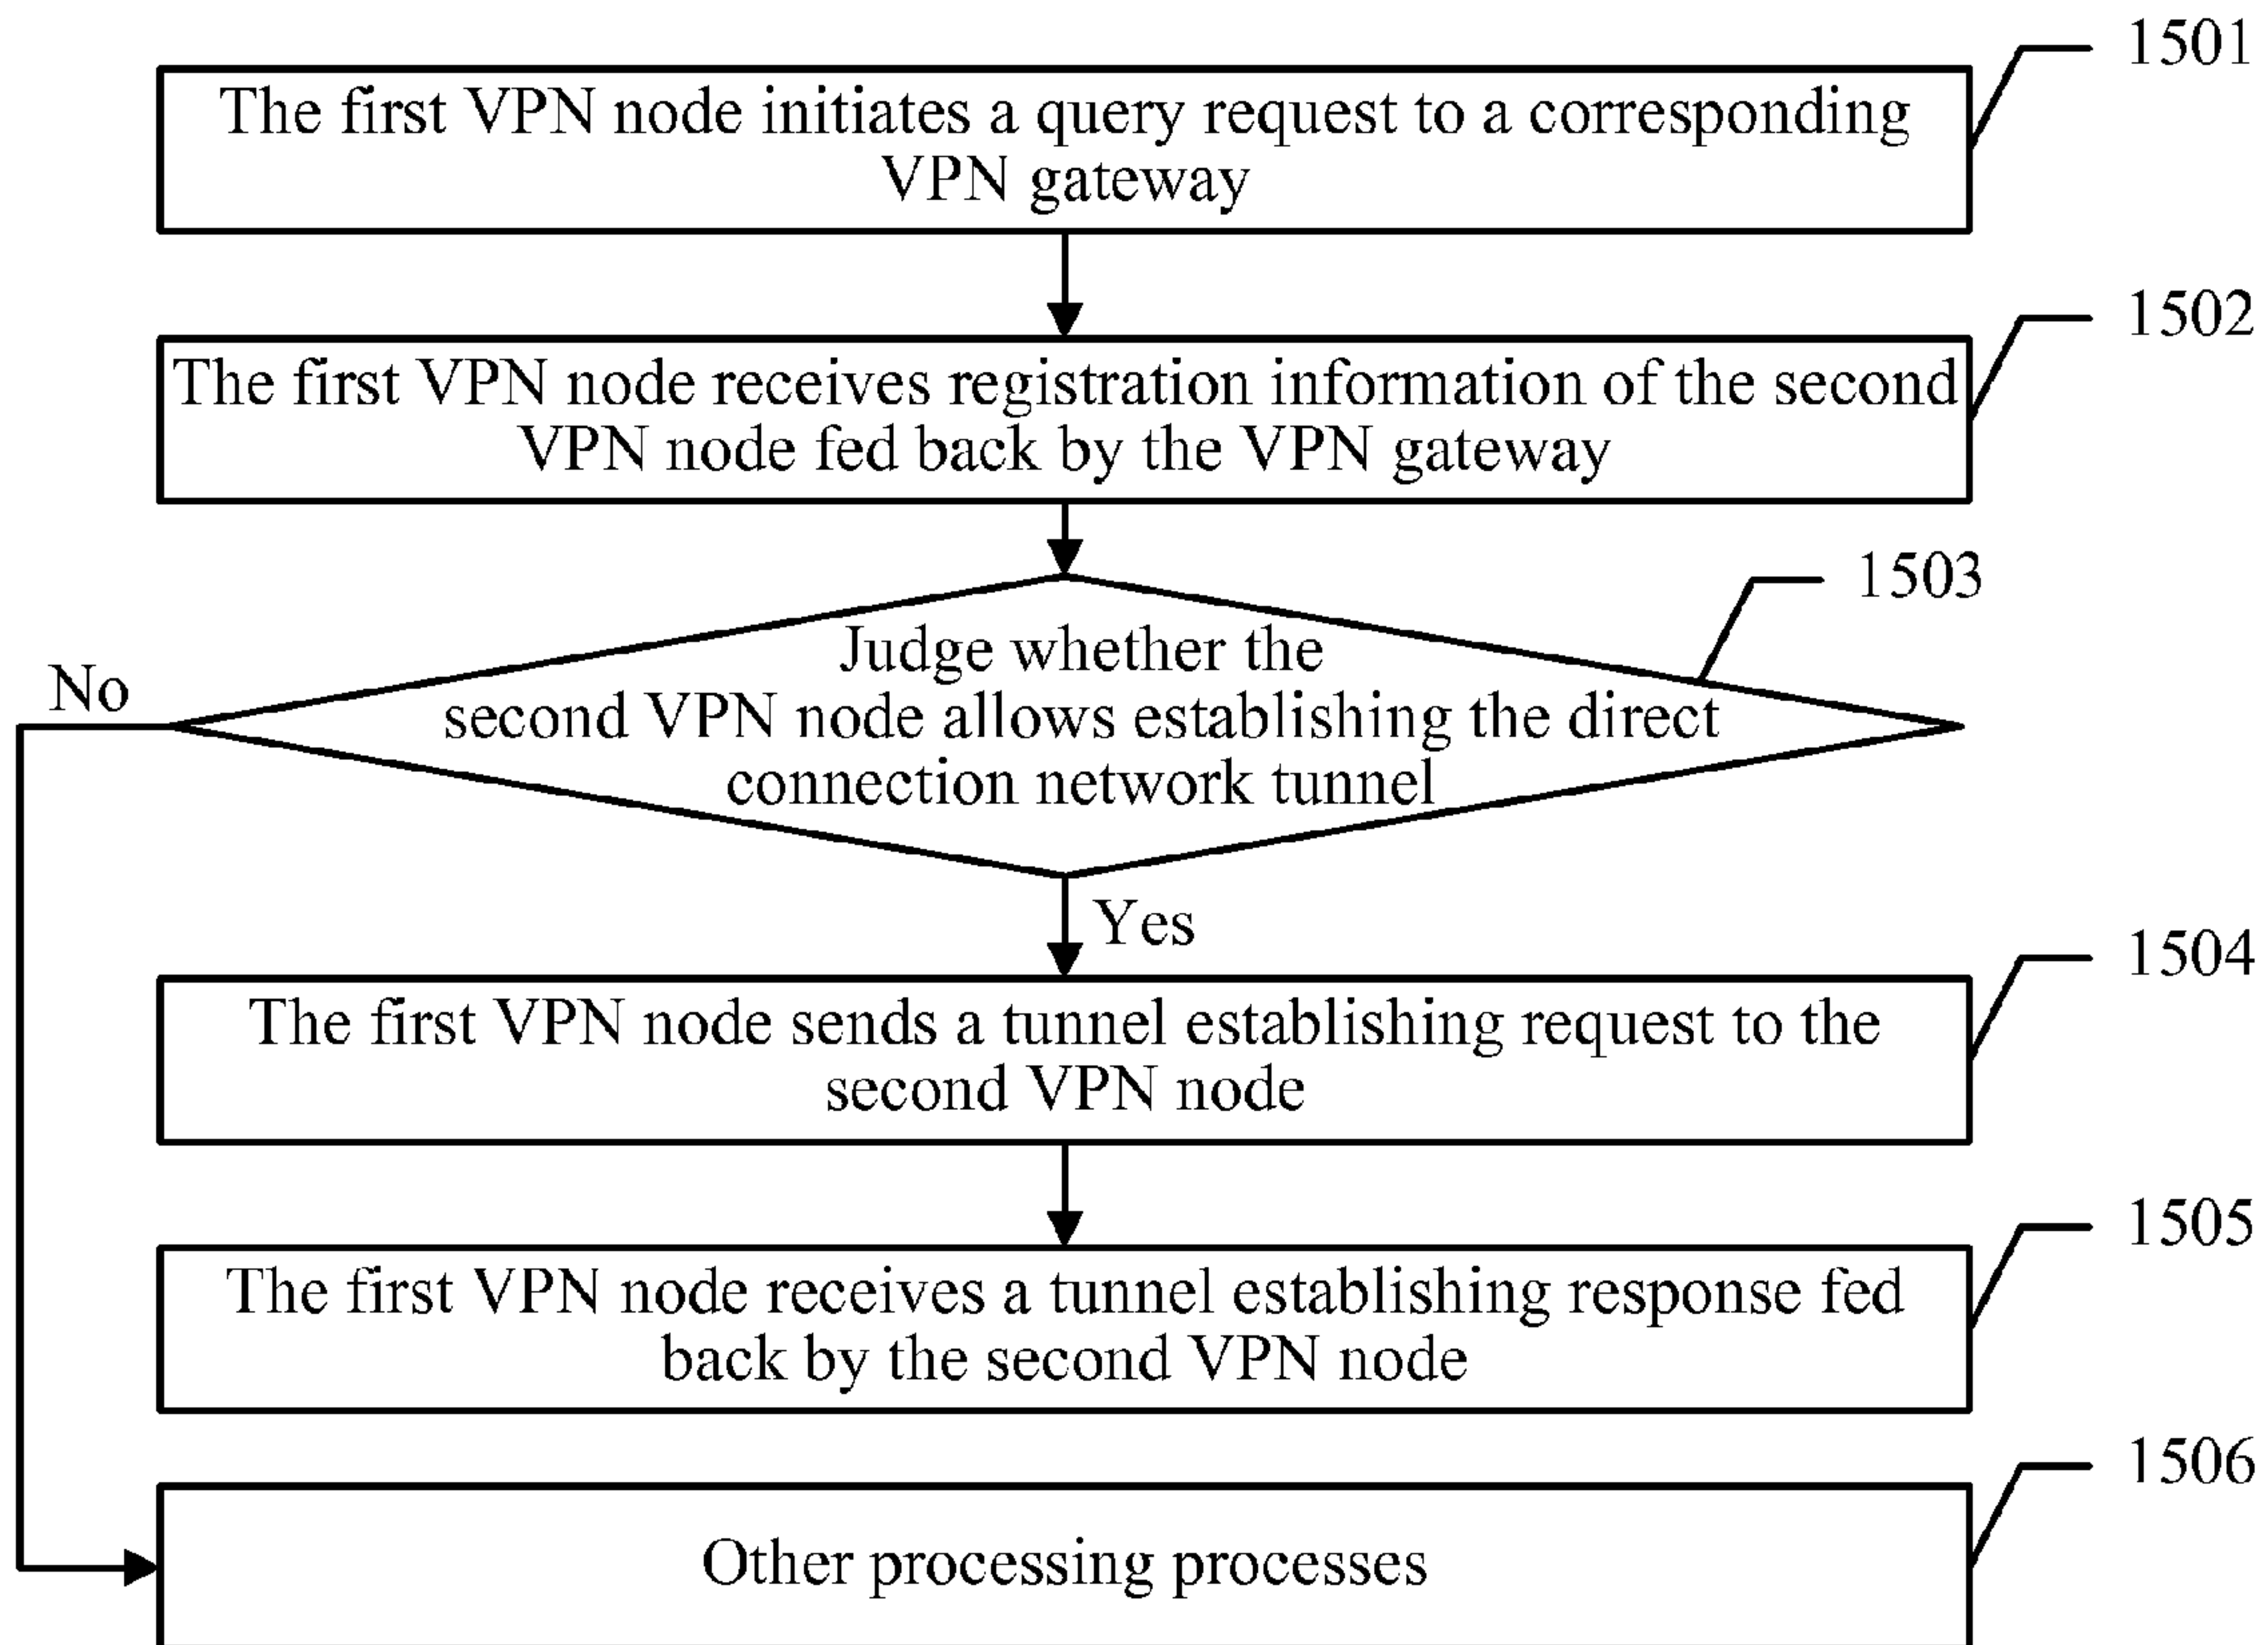 1501
The first VPN node initiates a query request to a corresponding
VPN gateway
1502
The first VPN node receives registration information of the second
VPN node fed back by the VPN gateway
1503
Judge whether the
second VPN node allows establishing the direct
connection network tunnel
No
Yes
1504
The first VPN node sends a tunnel establishing request to the
second VPN node
1505
The first VPN node receives a tunnel establishing response fed
back by the second VPN node
1506
Other processing processes